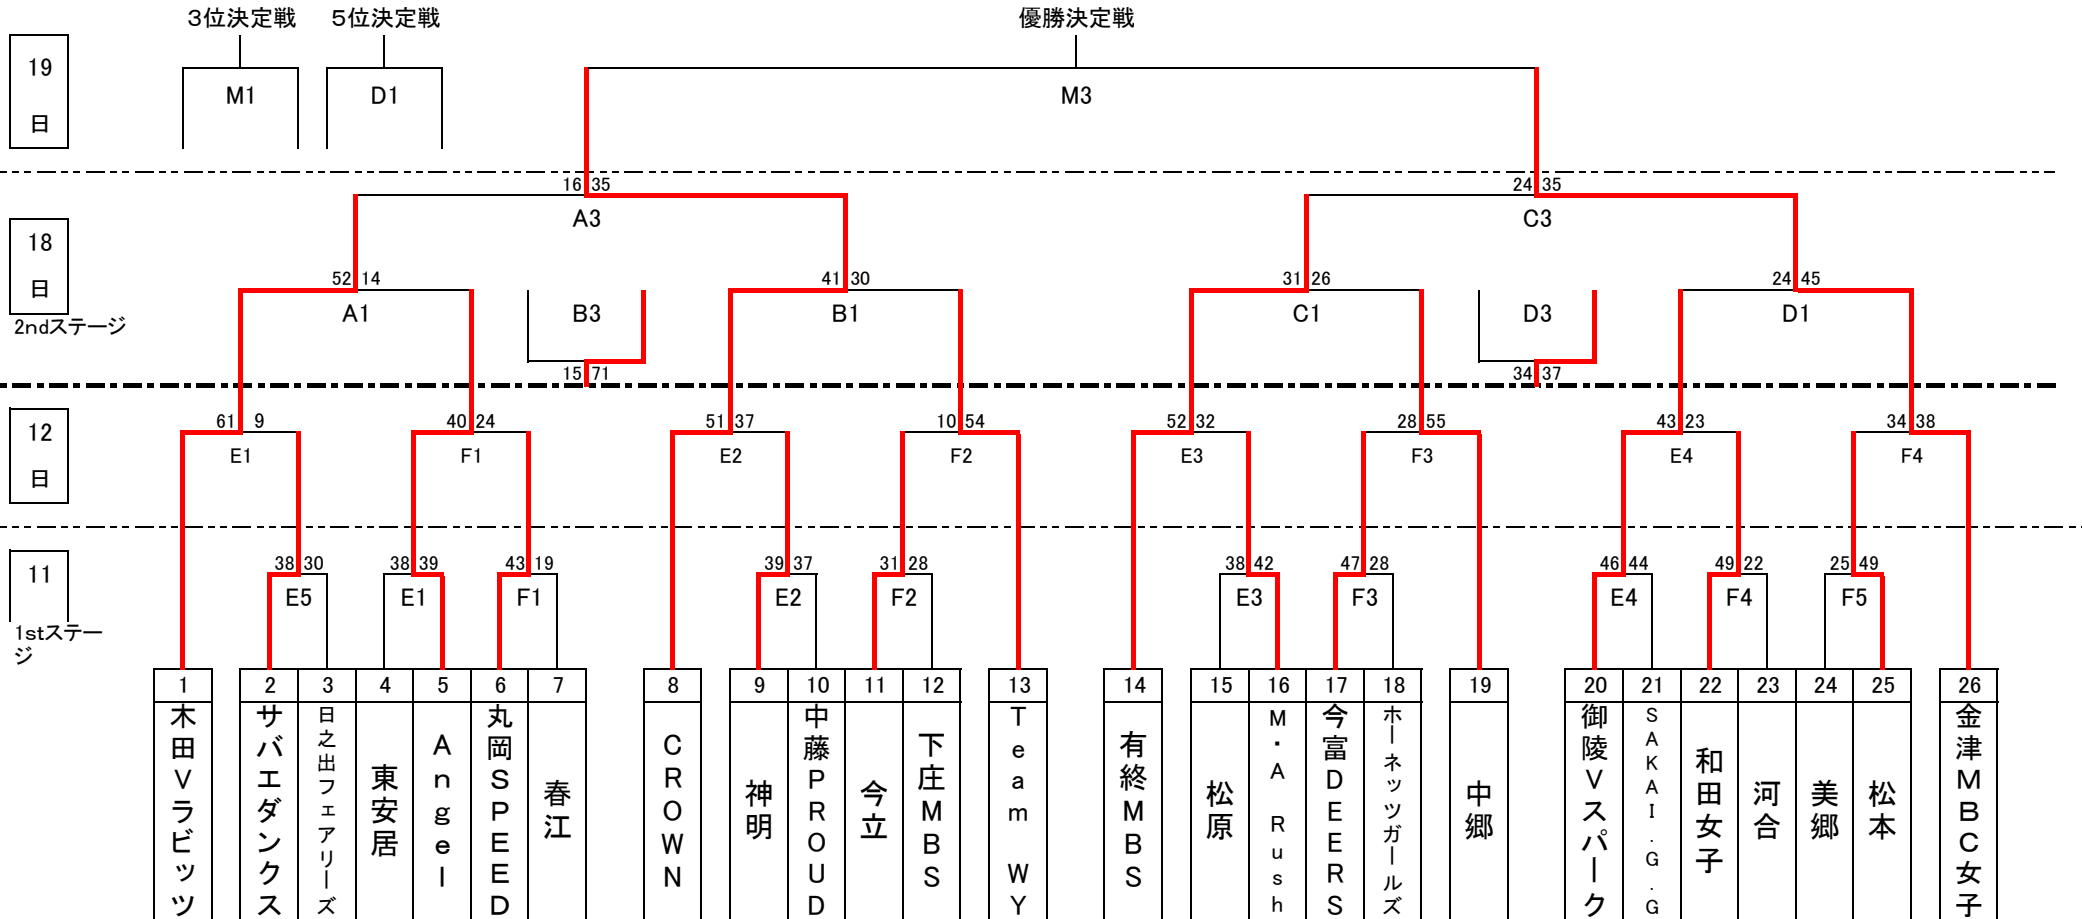 3位決定戦 5位決定戦 優勝決定戦
19
日
M1 D1 M3
16 35 24 35
A3 C3
18
日
2ndステージ
52 14 41 30 31 26 24 45
A1 B3 B1 C1 D3 D1
15 71 34 37
12
日
61 9 40 24 51 37 10 54 52 32 28 55 43 23 34 38
E1 F1 E2 F2 E3 F3 E4 F4
11
1stステー
ジ
38 30 38 39 43 19 39 37 31 28 38 42 47 28 46 44 49 22 25 49
E5 E1 F1 E2 F2 E3 F3 E4 F4 F5
1 2 3 4 5 6 7 8 9 10 11 12 13 14 15 16 17 18 19 20 21 22 23 24 25 26
木田Vラビッツ
サバエダンクス
日之出フェアリーズ
東安居
Angel
丸岡SPEED
春江
CROWN
神明
中藤PROUD
今立
下庄MBS
Team WY
有終MBS
松原
M・A Rush
今富DEERS
ホーネッツガールズ
中郷
御陵Vスパーク
SAKAI.G.G
和田女子
河合
美郷
松本
金津MBC女子